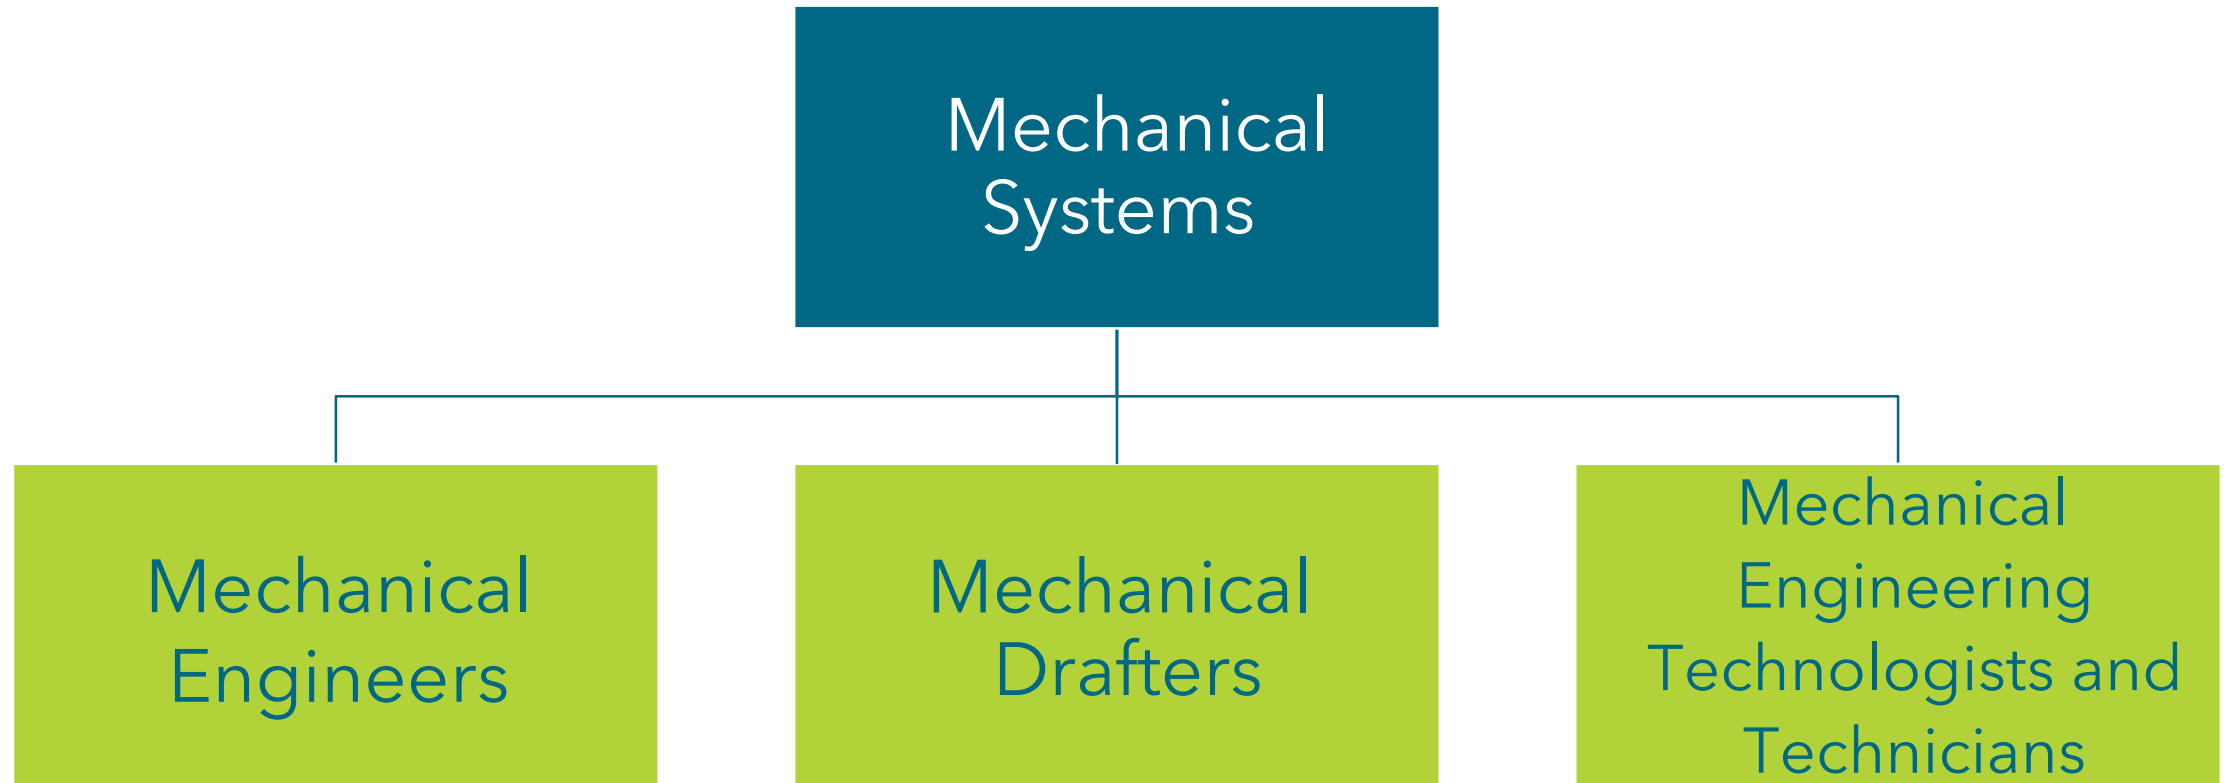 Mechanical
Systems
Mechanical
Engineers
Mechanical
Drafters
Mechanical
Engineering
Technologists and
Technicians